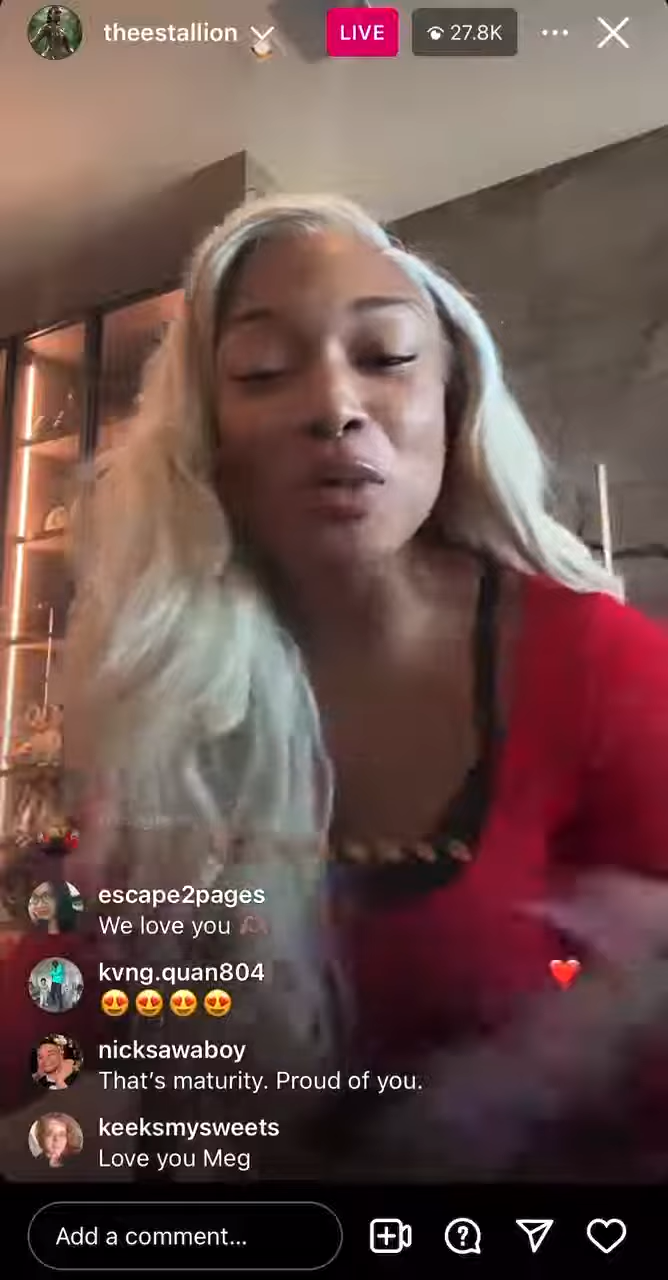 theestallion
LIVE
27.8K
escape2pages
We love you 🫶🏾
kvng.quan804
😍😍😍😍
nicksawaboy
That's maturity. Proud of you.
keeksmysweets
Love you Meg
Add a comment...